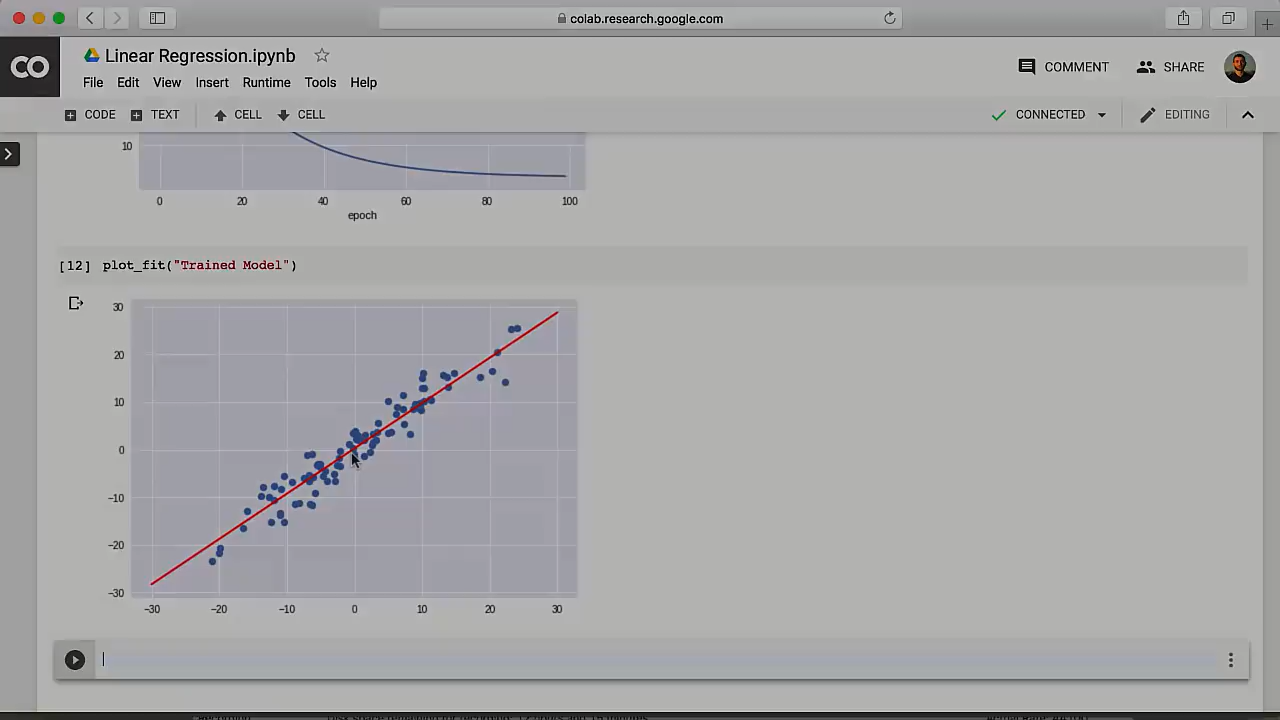 colab.research.google.com
CO
Linear Regression.ipynb
COMMENT
SHARE
File Edit View Insert Runtime Tools Help
CODE TEXT CELL CELL
CONNECTED
EDITING
10
0 20 40 60 80 100
epoch
[12] plot_fit("Trained Model")
30
20
10
0
−10
−20
−30
−30 −20 −10 0 10 20 30